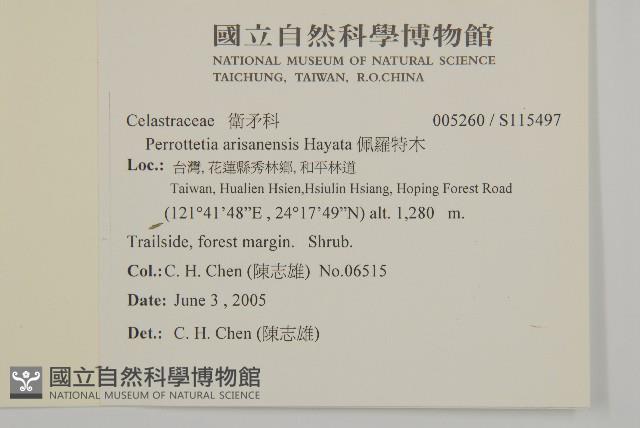 國立自然科學博物館
NATIONAL MUSEUM OF NATURAL SCIENCE
TAICHUNG, TAIWAN, R.O.CHINA
Celastraceae 衛矛科 005260 / S115497
Perrottetia arisanensis Hayata 佩羅特木
Loc.: 台灣, 花蓮縣秀林鄉, 和平林道
Taiwan, Hualien Hsien,Hsiulin Hsiang, Hoping Forest Road
(121°41'48”E , 24°17'49”N) alt. 1,280 m.
Trailside, forest margin. Shrub.
Col.: C. H. Chen (陳志雄) No.06515
Date: June 3 , 2005
Det.: C. H. Chen (陳志雄)
國立自然科學博物館
NATIONAL MUSEUM OF NATURAL SCIENCE